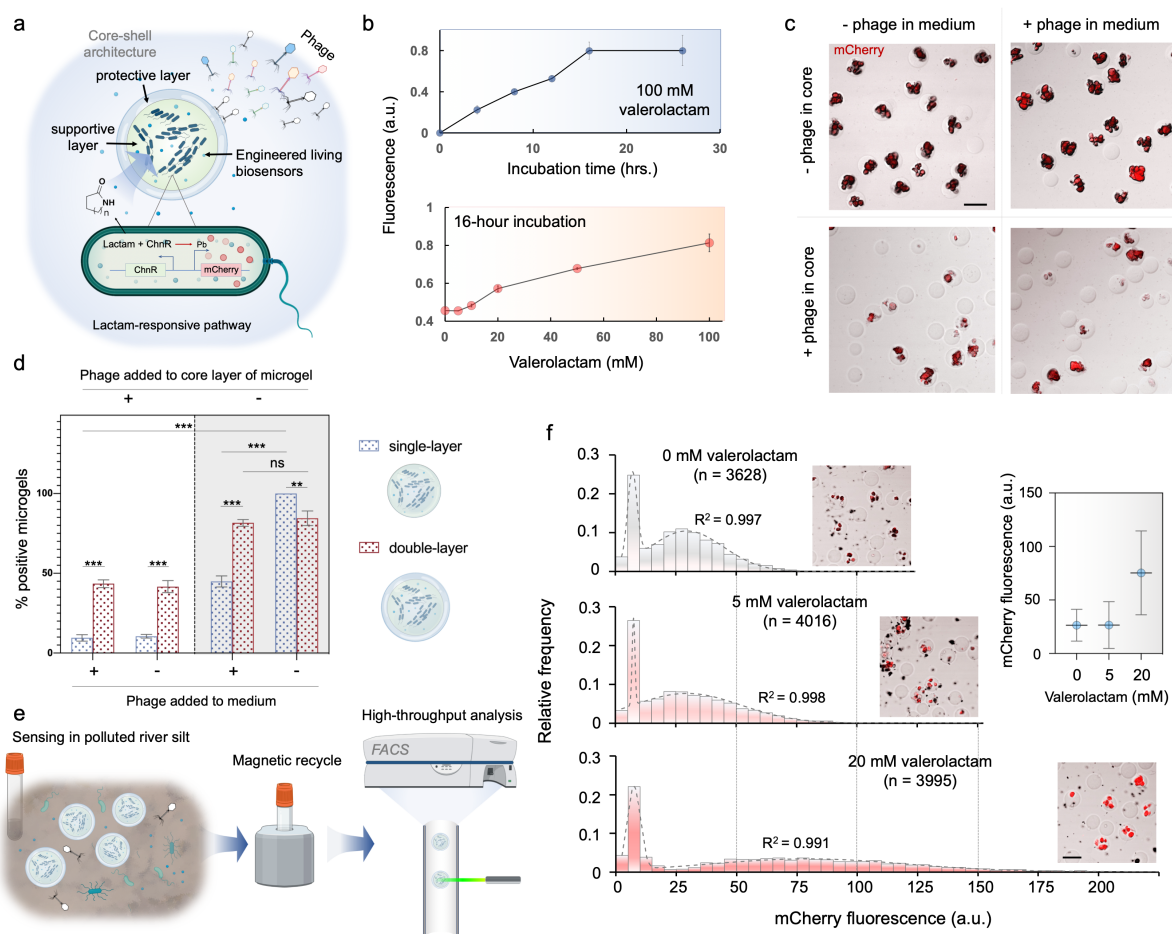 a
Core-shell
architecture
protective layer
Phage
supportive
layer
Engineered living
biosensors
O
NH
n
Lactam + ChnR
Pb
ChnR
mCherry
Lactam-responsive pathway
b
Fluorescence (a.u.)
0.8
0.4
0
100 mM
valerolactam
0 10 20 30
Incubation time (hrs.)
1
0.8
0.6
0.4
16-hour incubation
0 20 40 60 80 100
Valerolactam (mM)
c
- phage in medium
+ phage in medium
mCherry
- phage in core
+ phage in core
d
Phage added to core layer of microgel
+ -
% positive microgels
100
50
0
*** *** *** *** *** ns **
+ - + -
Phage added to medium
single-layer
double-layer
e
Sensing in polluted river silt
Magnetic recycle
High-throughput analysis
FACS
f
Relative frequency
0.3
0.2
0.1
0
0 mM valerolactam
(n = 3628)
R² = 0.997
0.3
0.2
0.1
0
5 mM valerolactam
(n = 4016)
R² = 0.998
0.3
0.2
0.1
0
20 mM valerolactam
(n = 3995)
R² = 0.991
0 25 50 75 100 125 150 175 200
mCherry fluorescence (a.u.)
mCherry fluorescence (a.u.)
150
100
50
0
0 5 20
Valerolactam (mM)